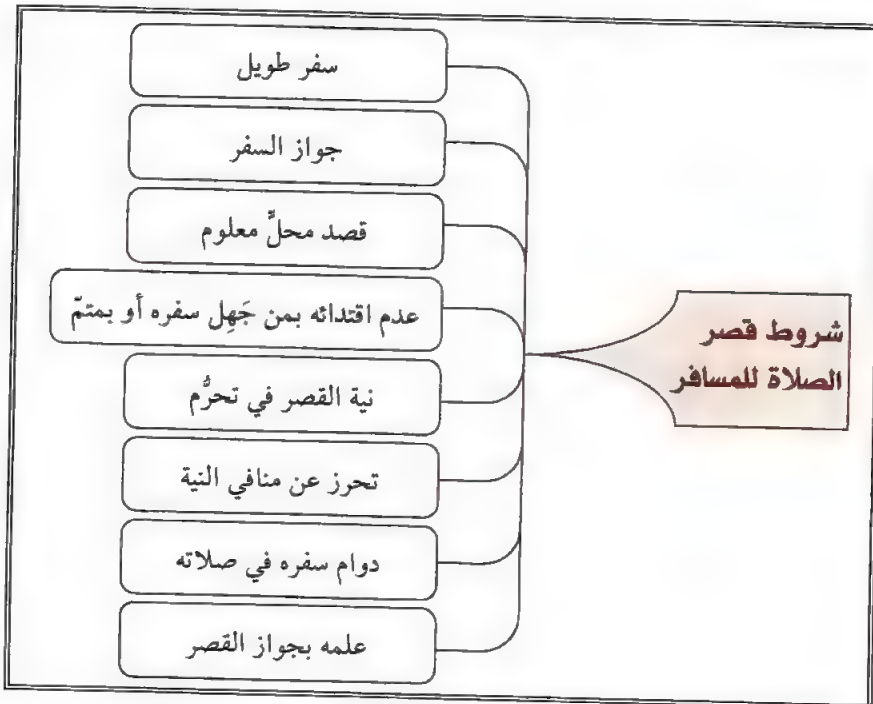 شروط قصر
الصلاة للمسافر
سفر طويل
جواز السفر
قصد محلٍّ معلوم
عدم اقتدائه بمن جَهِل سفره أو بمتمّ
نية القصر في تحرُّم
تحرز عن منافي النية
دوام سفره في صلاته
علمه بجواز القصر